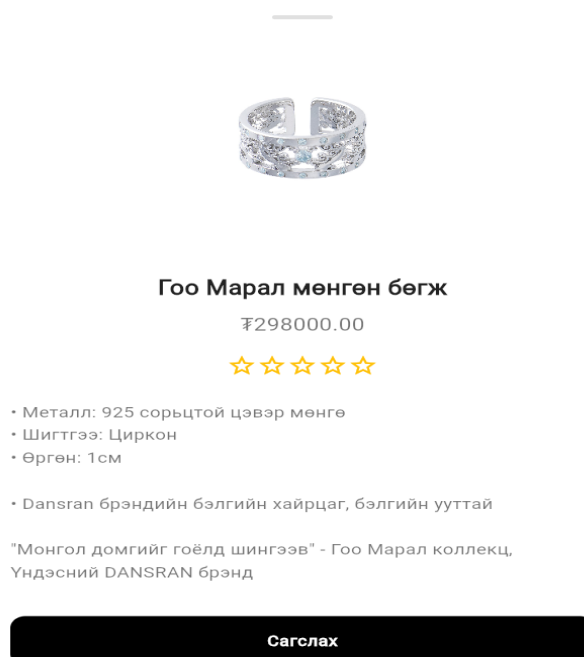 Гоо Марал мөнгөн бөгж
₮298000.00
• Металл: 925 сорьцтой цэвэр мөнгө
• Шигтгээ: Циркон
• Өргөн: 1см
• Dansran брэндийн бэлгийн хайрцаг, бэлгийн ууттай
"Монгол домгийг гоёлд шингээв" - Гоо Марал коллекц,
Үндэсний DANSRAN брэнд
Сагслах